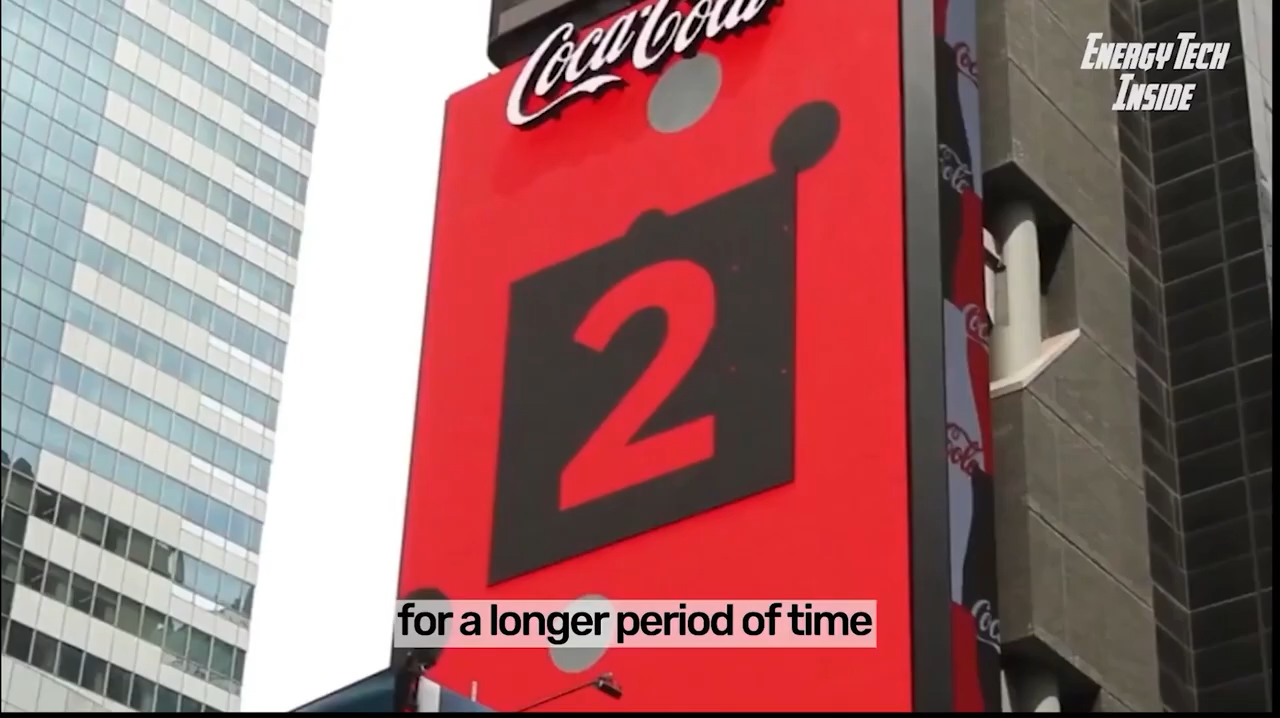 Coca-Cola
ENERGY TECH
INSIDE
2
for a longer period of time